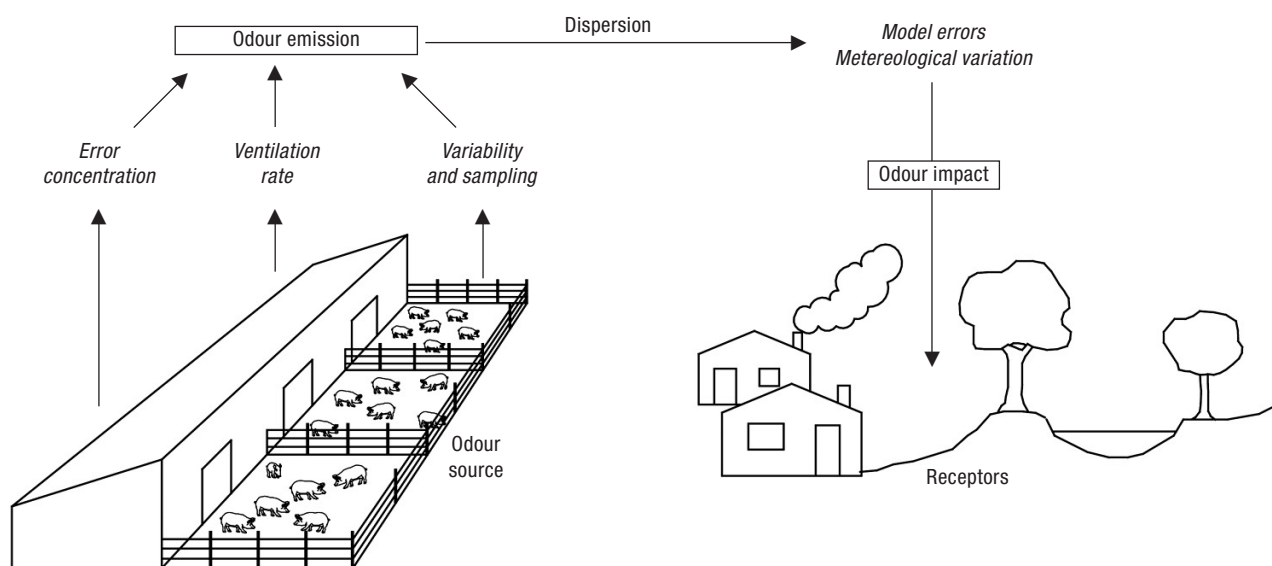 Odour emission
Dispersion
Model errors
Metereological variation
Error
concentration
Ventilation
rate
Variability
and sampling
Odour impact
Odour
source
Receptors